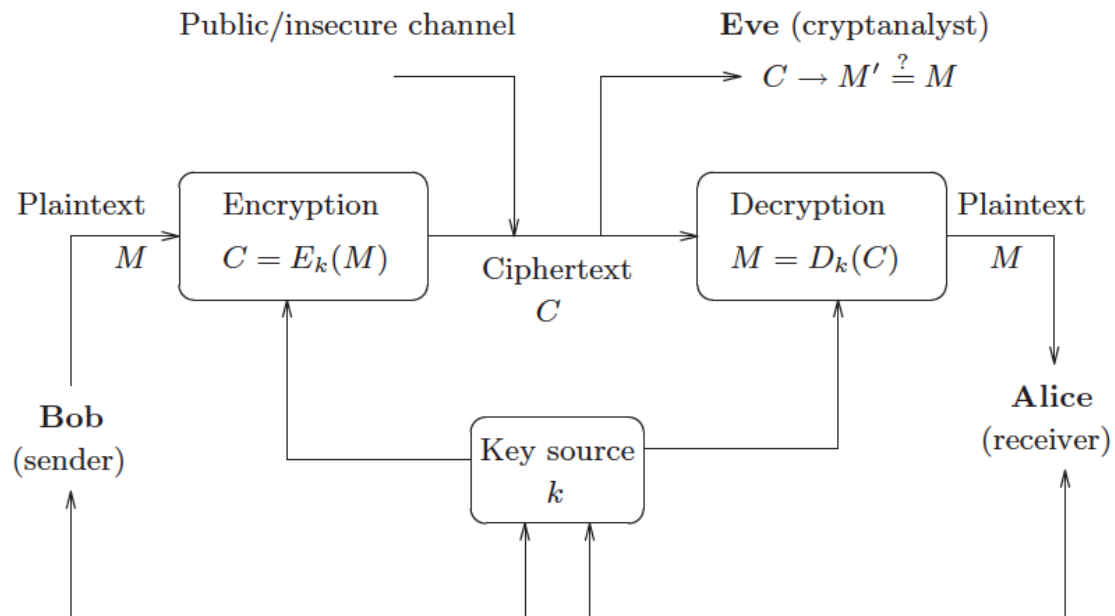 Public/insecure channel
Eve (cryptanalyst)
C → M′ ≟ M
Plaintext
M
Encryption
C = E_k(M)
Ciphertext
C
Decryption
M = D_k(C)
Plaintext
M
Bob
(sender)
Key source
k
Alice
(receiver)